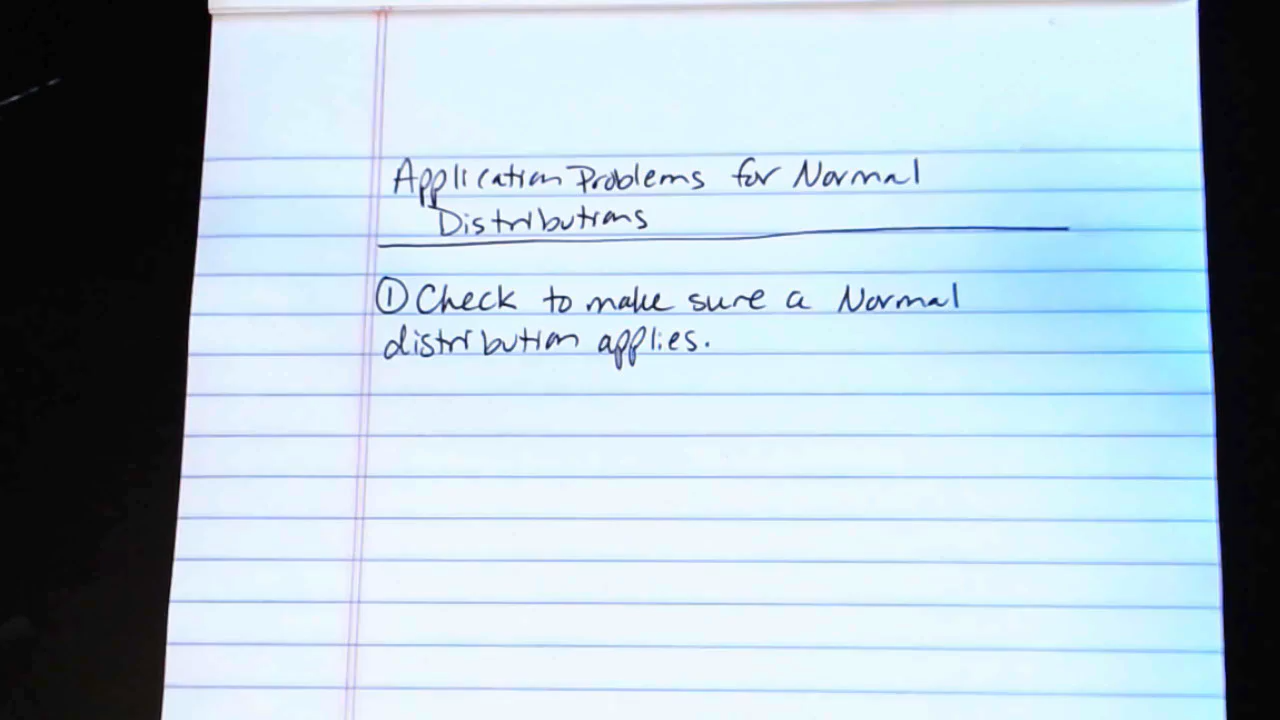 Application Problems for Normal
Distributions
① Check to make sure a Normal
distribution applies.